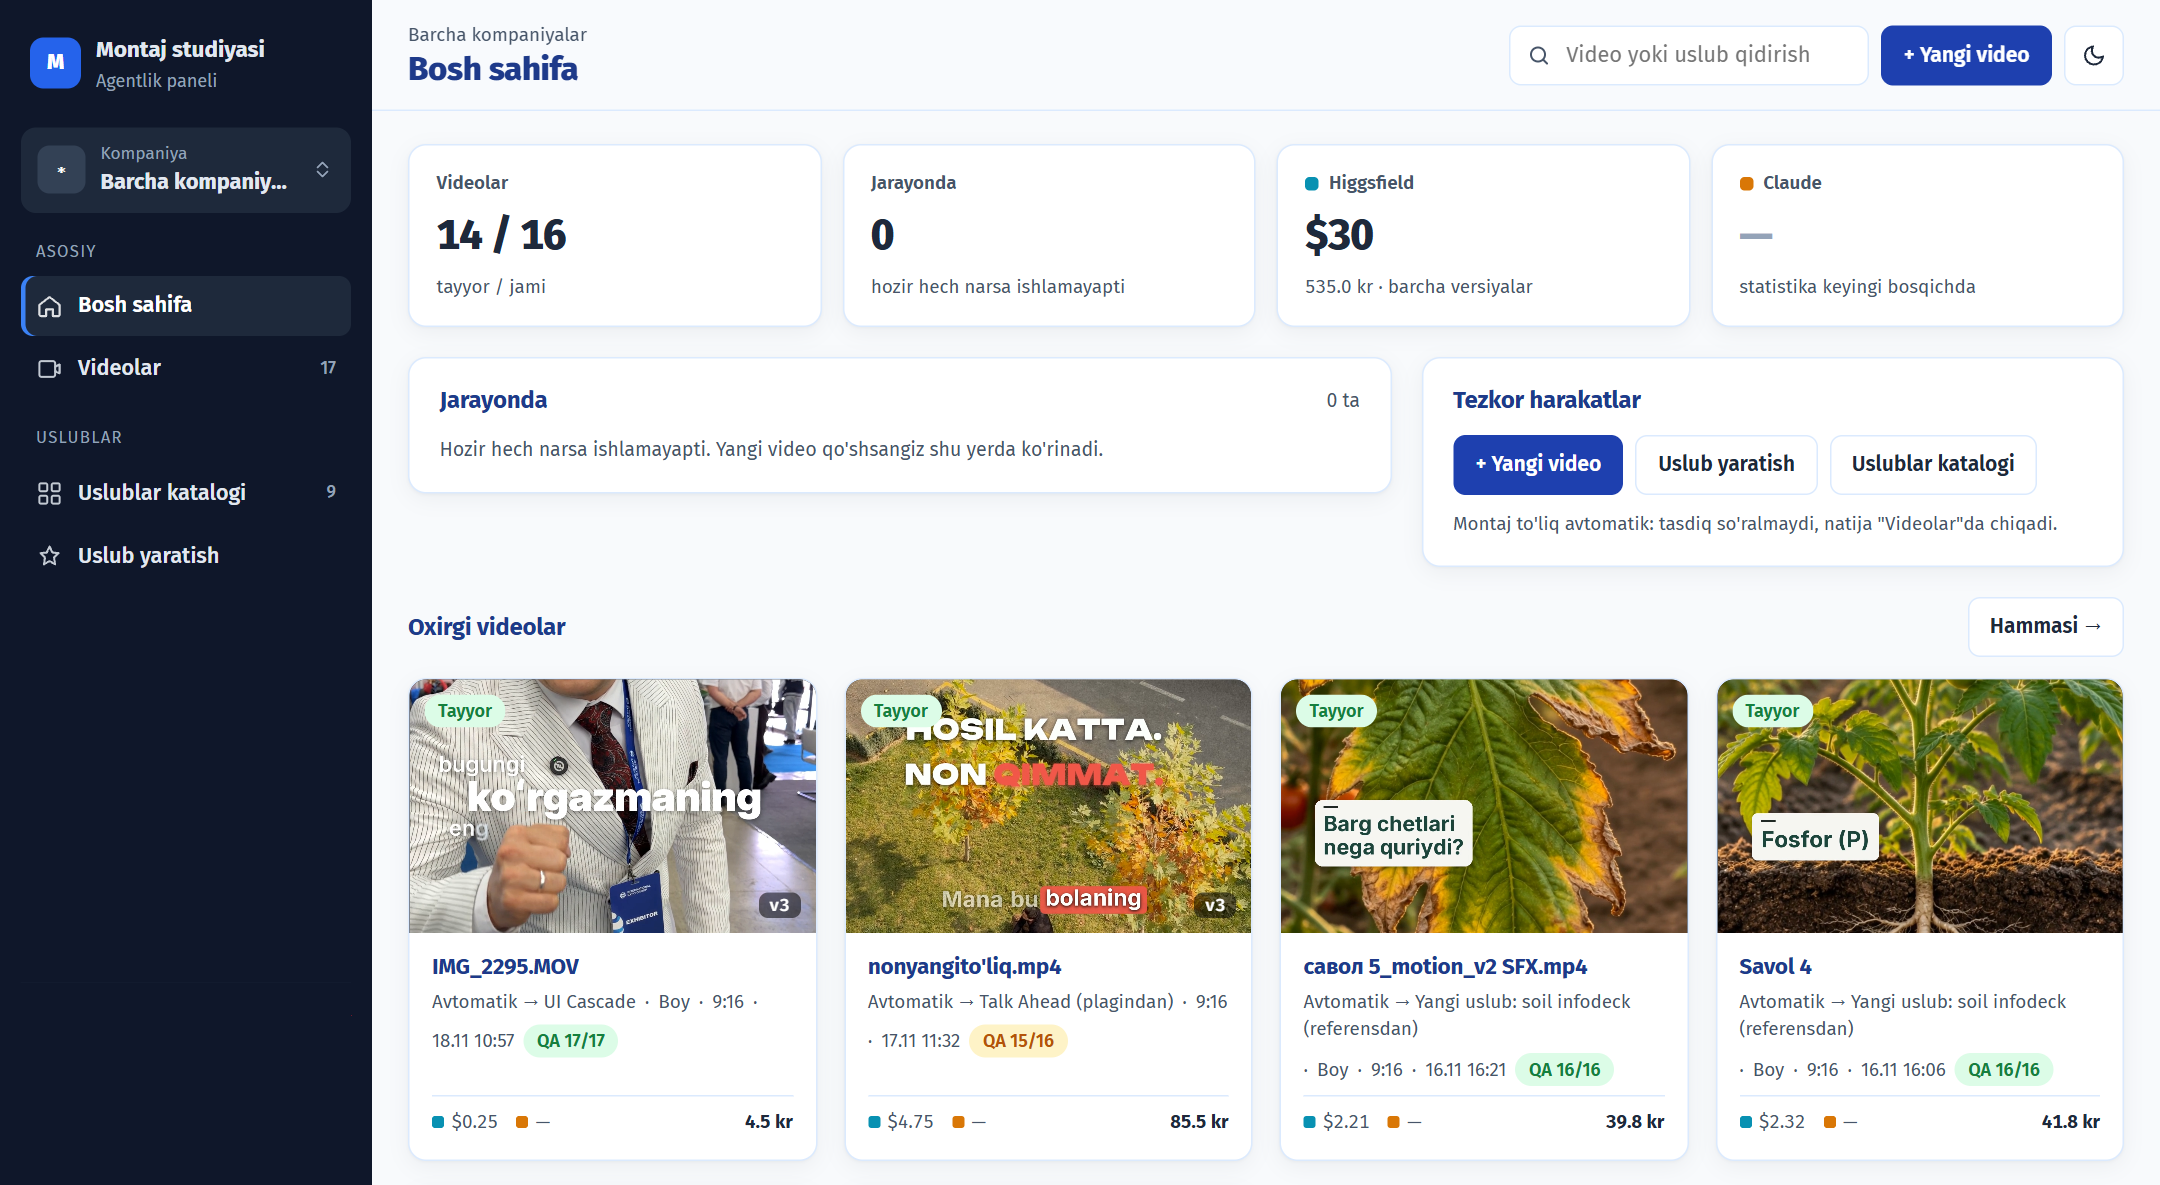 M
Montaj studiyasi
Agentlik paneli
Kompaniya
Barcha kompaniy...
ASOSIY
Bosh sahifa
Videolar 17
USLUBLAR
Uslublar katalogi 9
Uslub yaratish
Barcha kompaniyalar
Bosh sahifa
Video yoki uslub qidirish
+ Yangi video
Videolar
14 / 16
tayyor / jami
Jarayonda
0
hozir hech narsa ishlamayapti
Higgsfield
$30
535.0 kr · barcha versiyalar
Claude
—
statistika keyingi bosqichda
Jarayonda
0 ta
Hozir hech narsa ishlamayapti. Yangi video qo'shsangiz shu yerda ko'rinadi.
Tezkor harakatlar
+ Yangi video
Uslub yaratish
Uslublar katalogi
Montaj to'liq avtomatik: tasdiq so'ralmaydi, natija "Videolar"da chiqadi.
Oxirgi videolar
Hammasi →
Tayyor
bugungi
ko'rgazmaning
eng
EXHIBITOR
v3
IMG_2295.MOV
Avtomatik → UI Cascade · Boy · 9:16 ·
18.11 10:57 QA 17/17
$0.25 — 4.5 kr
Tayyor
HOSIL KATTA.
NON QIMMAT.
Mana bu bolaning
v3
nonyangito'liq.mp4
Avtomatik → Talk Ahead (plagindan) · 9:16
· 17.11 11:32 QA 15/16
$4.75 — 85.5 kr
Tayyor
Barg chetlari
nega quriydi?
савол 5_motion_v2 SFX.mp4
Avtomatik → Yangi uslub: soil infodeck
(referensdan)
· Boy · 9:16 · 16.11 16:21 QA 16/16
$2.21 — 39.8 kr
Tayyor
Fosfor (P)
Savol 4
Avtomatik → Yangi uslub: soil infodeck
(referensdan)
· Boy · 9:16 · 16.11 16:06 QA 16/16
$2.32 — 41.8 kr